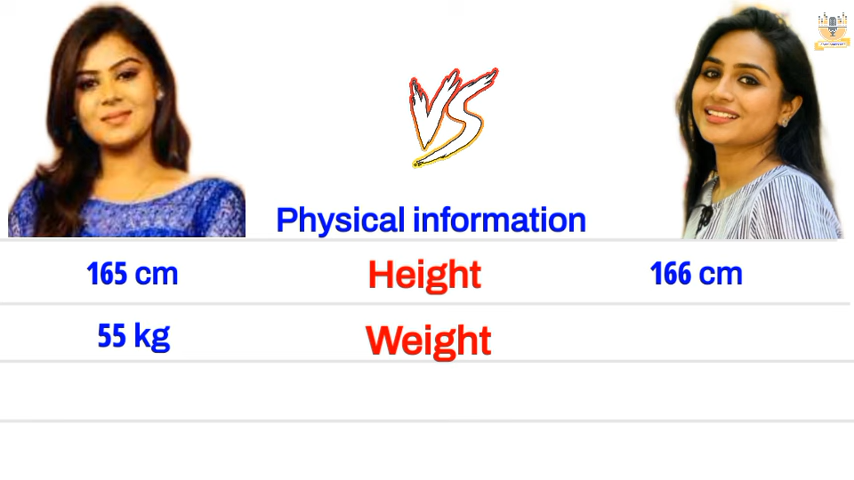 VS
Physical information
165 cm Height 166 cm
55 kg Weight